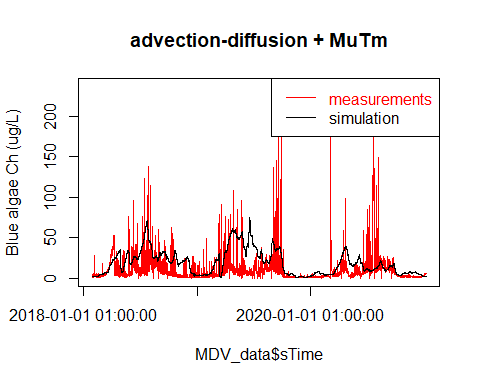 advection-diffusion + MuTm
measurements
simulation
Blue algae Ch (ug/L)
200
150
100
50
0
2018-01-01 01:00:00
2020-01-01 01:00:00
MDV_data$sTime